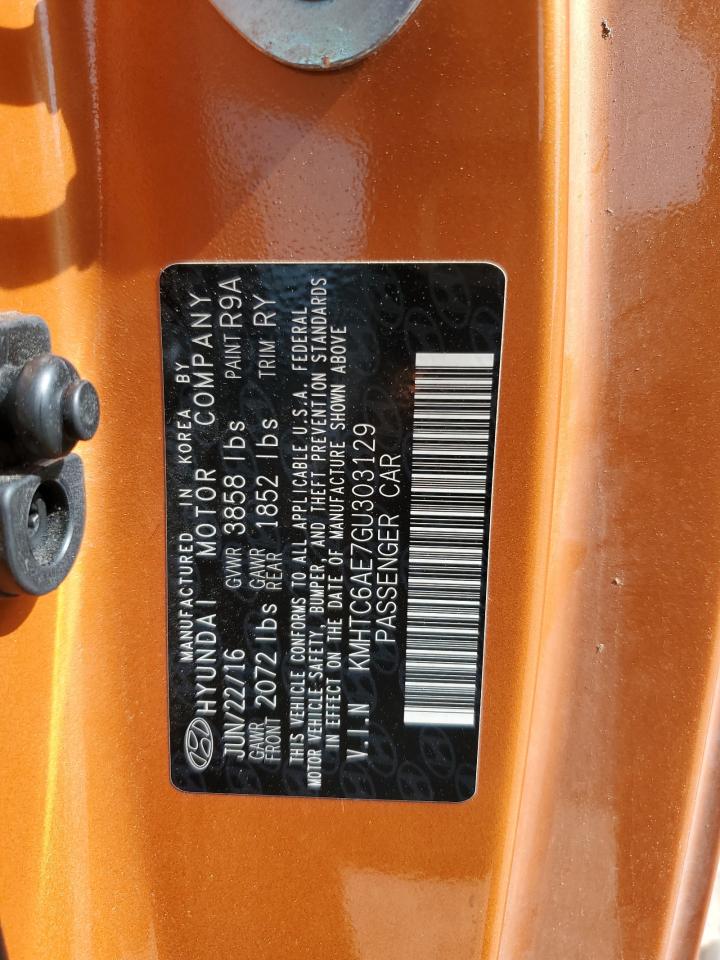 MANUFACTURED IN KOREA BY
HYUNDAI MOTOR COMPANY
JUN/22/16 GVWR 3858 lbs PAINT R9A
GAWR FRONT 2072 lbs GAWR REAR 1852 lbs TRIM RY
THIS VEHICLE CONFORMS TO ALL APPLICABLE U.S.A. FEDERAL
MOTOR VEHICLE SAFETY, BUMPER, AND THEFT PREVENTION STANDARDS
IN EFFECT ON THE DATE OF MANUFACTURE SHOWN ABOVE
V.I.N KMHTC6AE7GU303129
PASSENGER CAR